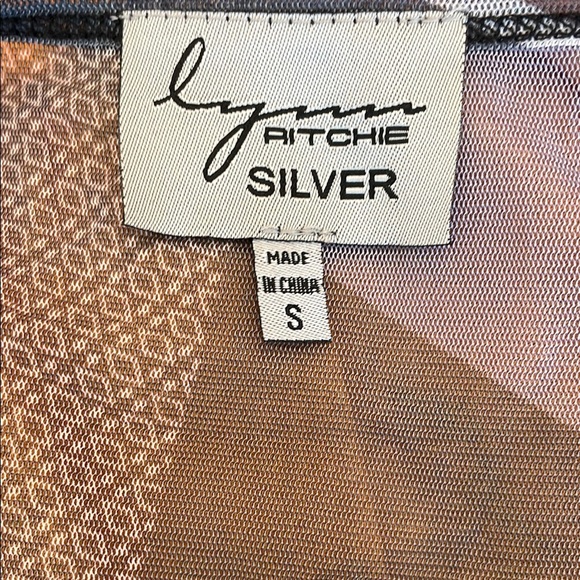 lynn
RITCHIE
SILVER
MADE
IN CHINA
S